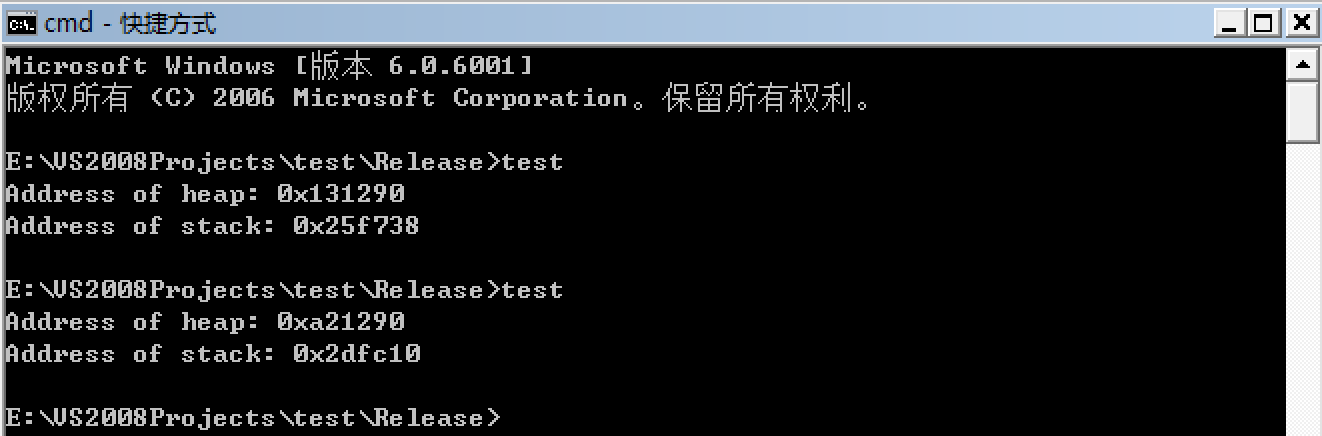 cmd - 快捷方式
Microsoft Windows [版本 6.0.6001]
版权所有 (C) 2006 Microsoft Corporation。保留所有权利。
E:\VS2008Projects\test\Release>test
Address of heap: 0x131290
Address of stack: 0x25f738
E:\VS2008Projects\test\Release>test
Address of heap: 0xa21290
Address of stack: 0x2dfc10
E:\VS2008Projects\test\Release>